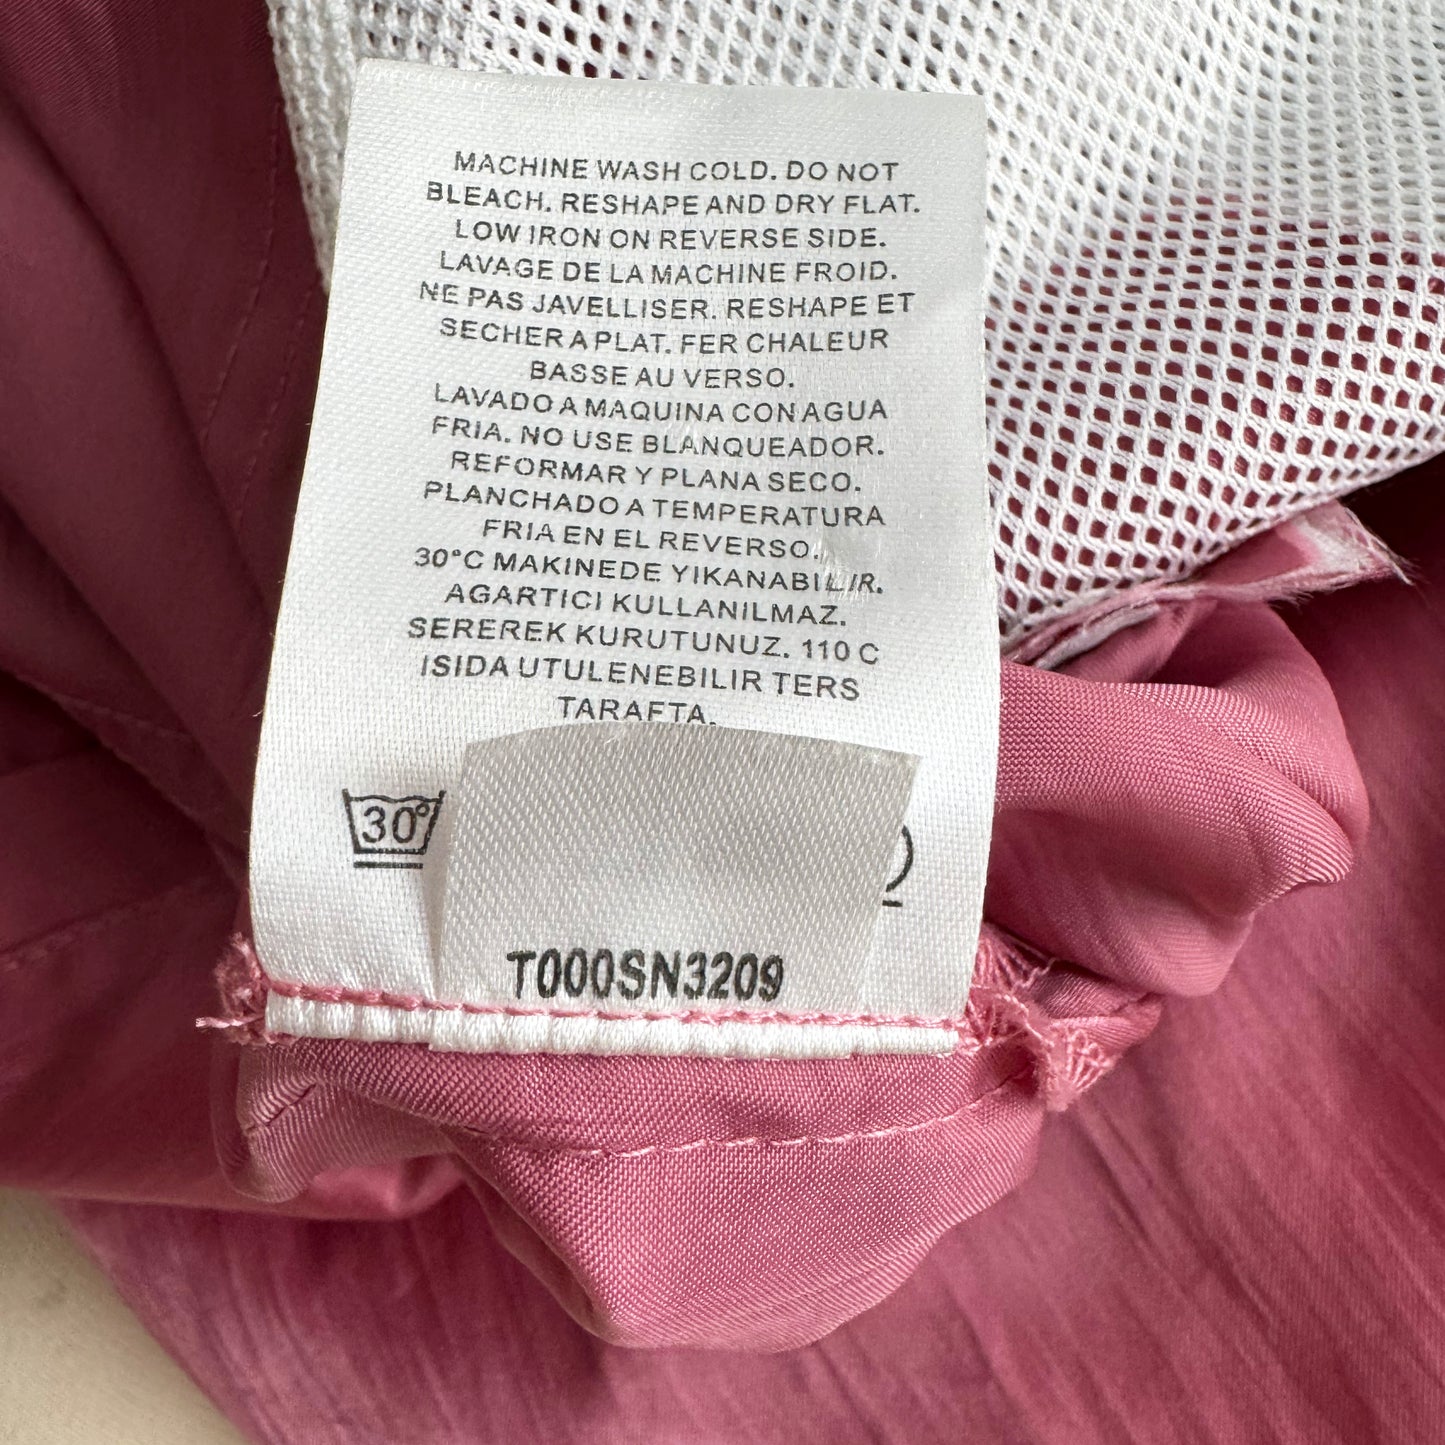 MACHINE WASH COLD. DO NOT
BLEACH. RESHAPE AND DRY FLAT.
LOW IRON ON REVERSE SIDE.
LAVAGE DE LA MACHINE FROID.
NE PAS JAVELLISER. RESHAPE ET
SECHER A PLAT. FER CHALEUR
BASSE AU VERSO.
LAVADO A MAQUINA CON AGUA
FRIA. NO USE BLANQUEADOR.
REFORMAR Y PLANA SECO.
PLANCHADO A TEMPERATURA
FRIA EN EL REVERSO.
30°C MAKINEDE YIKANABILIR.
AGARTICI KULLANILMAZ.
SEREREK KURUTUNUZ. 110 C
ISIDA UTULENEBILIR TERS
TARAFTA.
30°
T000SN3209